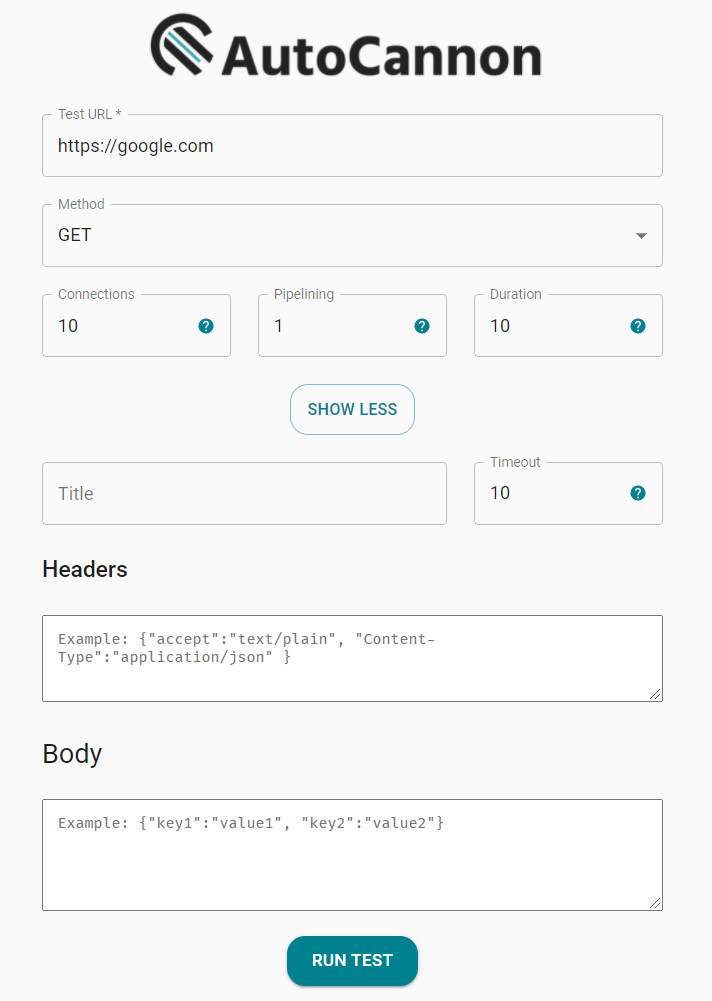 AutoCannon
Test URL *
https://google.com
Method
GET
Connections
10
Pipelining
1
Duration
10
SHOW LESS
Title
Timeout
10
Headers
Example: {"accept":"text/plain", "Content-
Type":"application/json" }
Body
Example: {"key1":"value1", "key2":"value2"}
RUN TEST